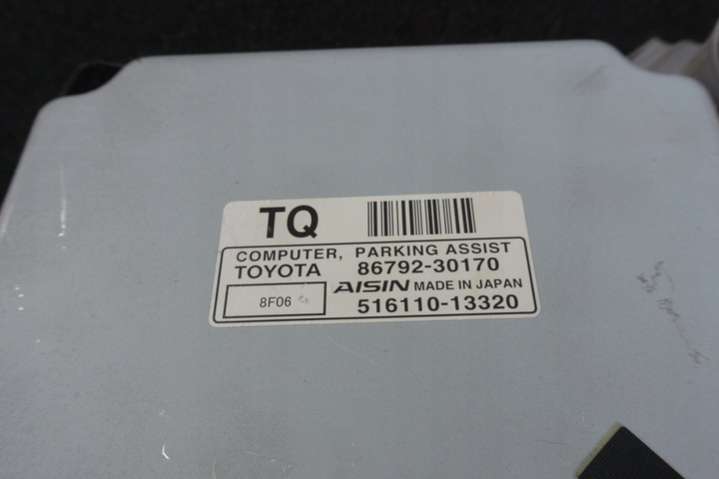 TQ
COMPUTER, PARKING ASSIST
TOYOTA 86792-30170
8F06 AISIN MADE IN JAPAN
516110-13320